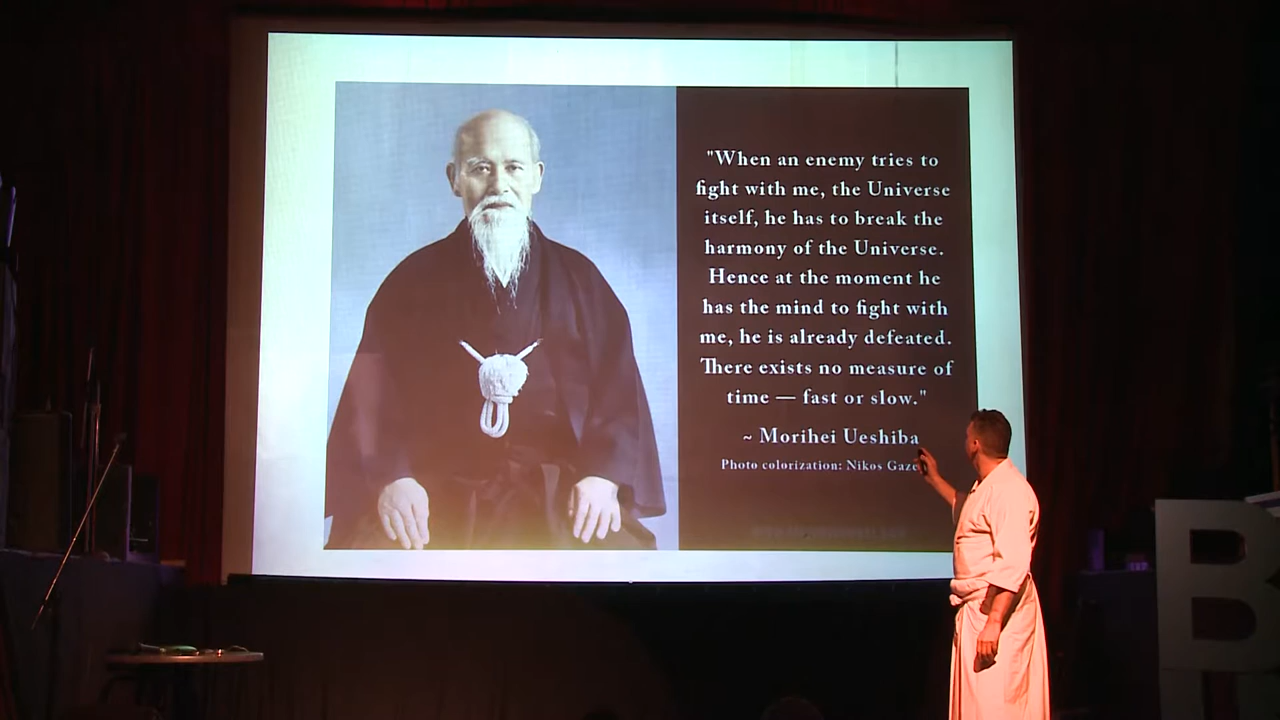 "When an enemy tries to
fight with me, the Universe
itself, he has to break the
harmony of the Universe.
Hence at the moment he
has the mind to fight with
me, he is already defeated.
There exists no measure of
time — fast or slow."
~ Morihei Ueshiba
Photo colorization: Nikos
B